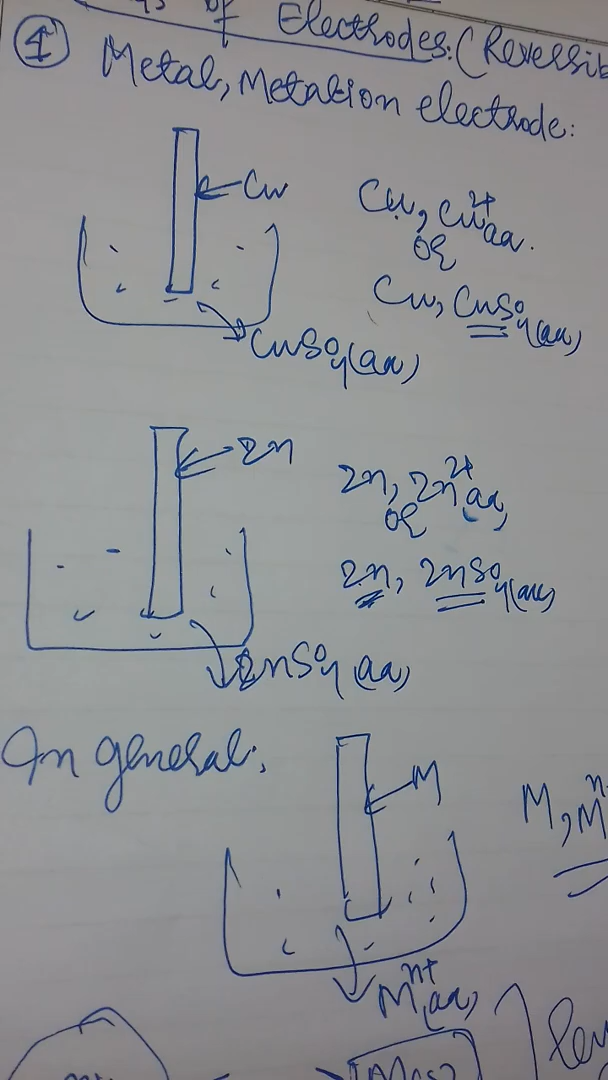 of Electrodes: (Reversib
① Metal, Metal ion electrode:
Cu
Cu, Cu²⁺aq.
or
Cu, CuSO₄(aq)
CuSO₄(aq)
Zn
Zn, Zn²⁺(aq)
or
Zn, ZnSO₄(aq)
ZnSO₄(aq)
In general,
M
M, Mⁿ
Mⁿ⁺(aq)